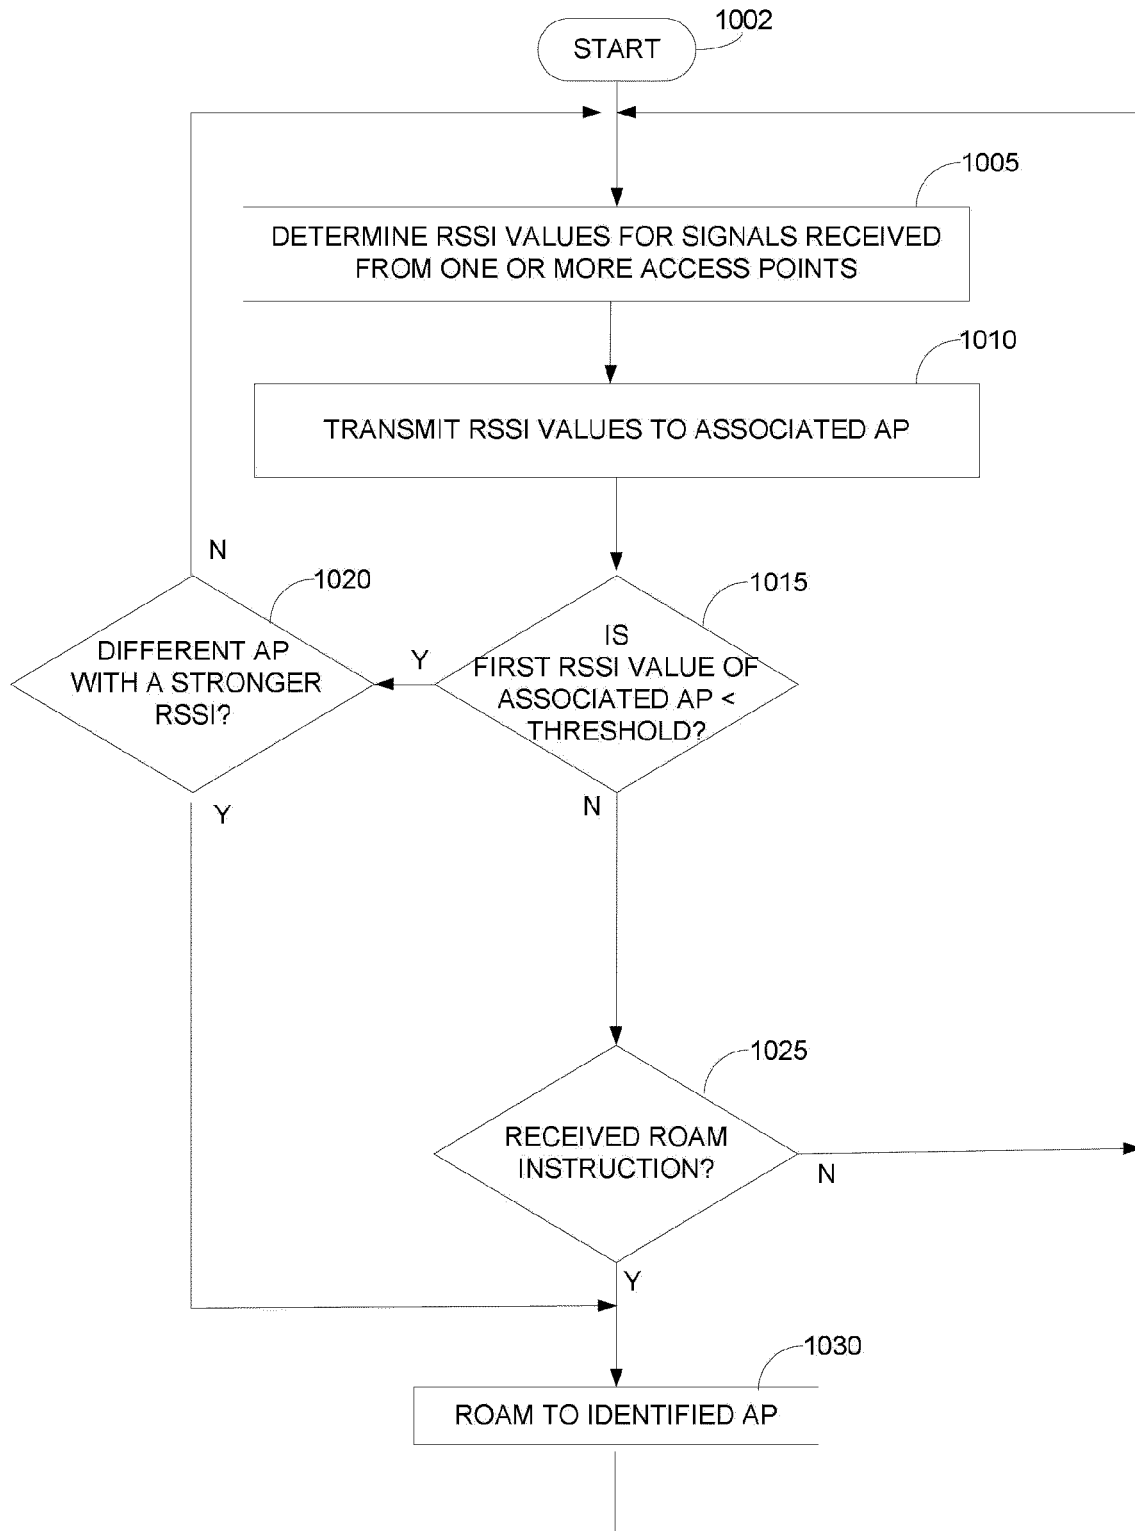 START
1002
1005
DETERMINE RSSI VALUES FOR SIGNALS RECEIVED
FROM ONE OR MORE ACCESS POINTS
1010
TRANSMIT RSSI VALUES TO ASSOCIATED AP
N
1020
DIFFERENT AP
WITH A STRONGER
RSSI?
Y
Y
1015
IS
FIRST RSSI VALUE OF
ASSOCIATED AP <
THRESHOLD?
N
1025
RECEIVED ROAM
INSTRUCTION?
N
Y
1030
ROAM TO IDENTIFIED AP